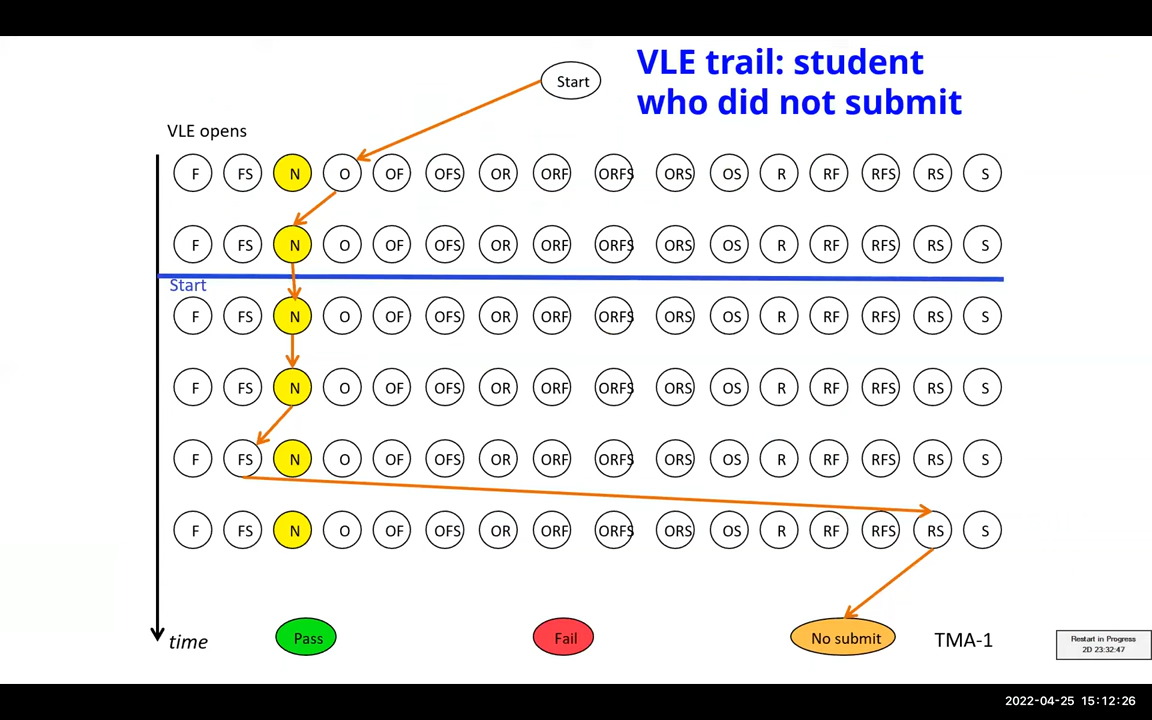 VLE trail: student
who did not submit
Start
VLE opens
F FS N O OF OFS OR ORF ORFS ORS OS R RF RFS RS S
F FS N O OF OFS OR ORF ORFS ORS OS R RF RFS RS S
Start
F FS N O OF OFS OR ORF ORFS ORS OS R RF RFS RS S
F FS N O OF OFS OR ORF ORFS ORS OS R RF RFS RS S
F FS N O OF OFS OR ORF ORFS ORS OS R RF RFS RS S
F FS N O OF OFS OR ORF ORFS ORS OS R RF RFS RS S
time Pass Fail No submit TMA-1
Restart in Progress
2D 23:32:47
2022-04-25 15:12:26